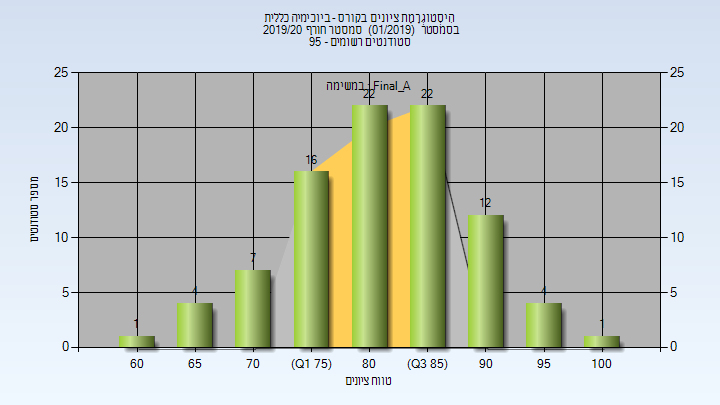 היסטוגרמת ציונים בקורס - ביוכימיה כללית
בסמסטר (01/2019) סמסטר חורף 2019/20
סטודנטים רשומים - 95
במשימה : Final_A
מספר סטודנטים
25 25
20 20
15 15
10 10
5 5
0 0
1 4 7 16 22 22 12 4 1
60 65 70 (Q1 75) 80 (Q3 85) 90 95 100
טווח ציונים